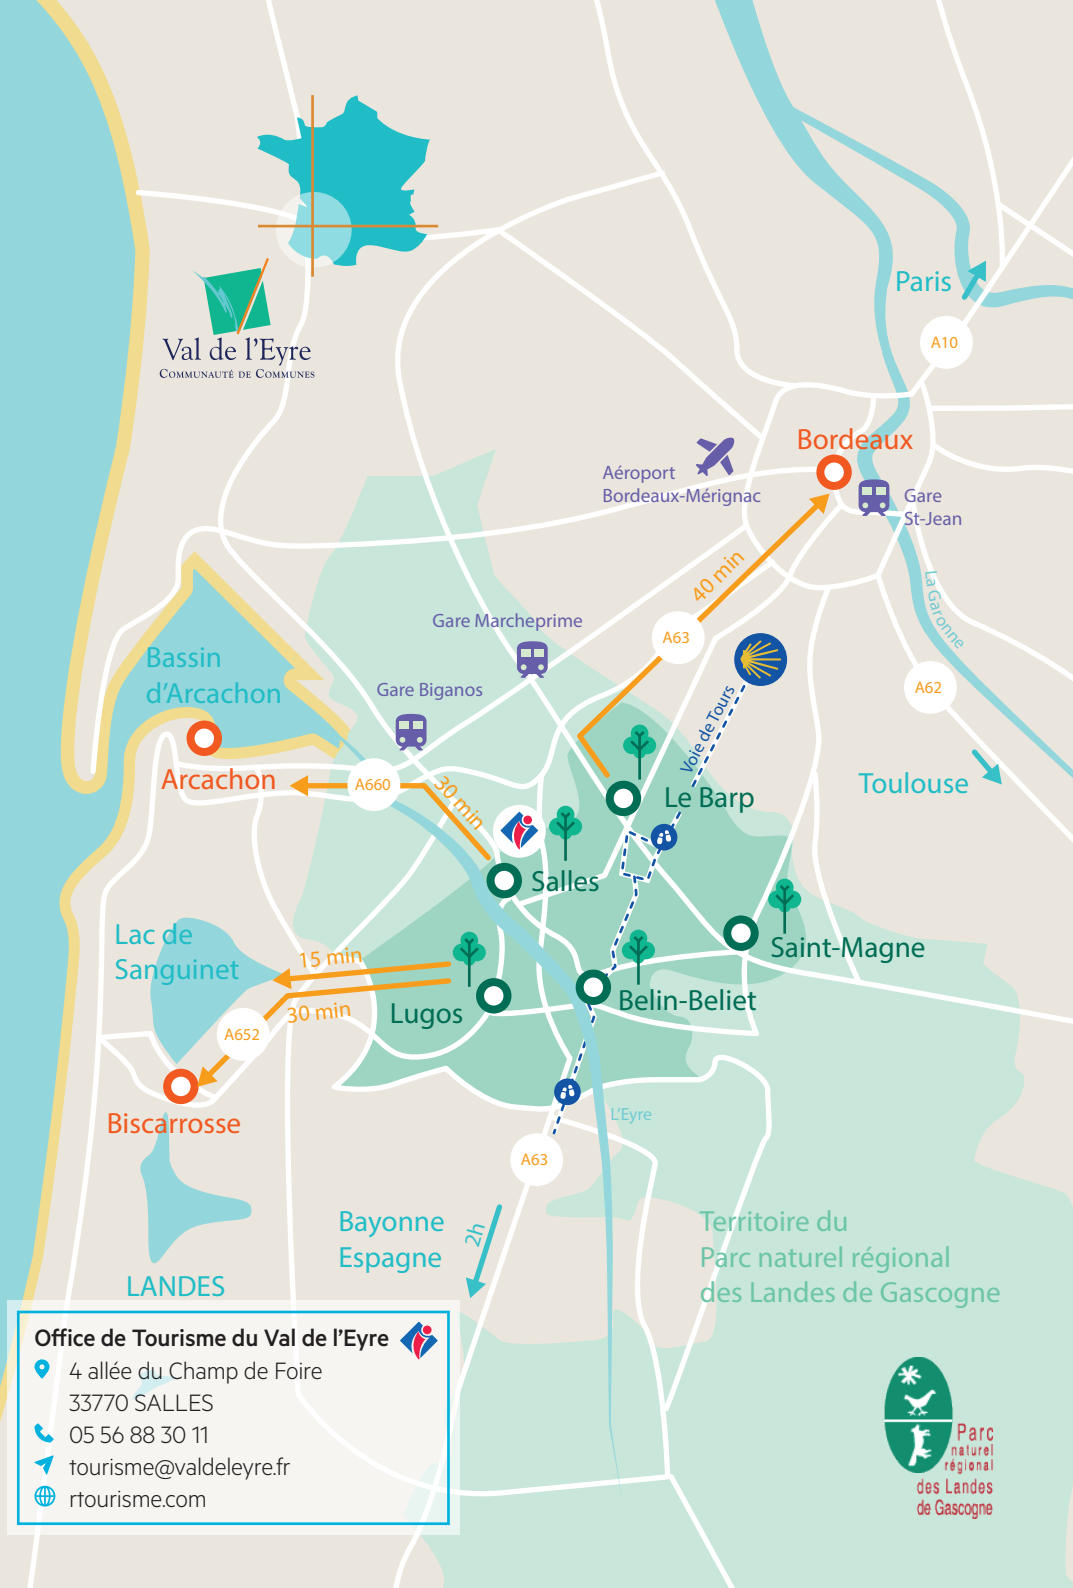 Val de l'Eyre
COMMUNAUTÉ DE COMMUNES
Paris
A10
Bordeaux
Aéroport
Bordeaux-Mérignac
Gare
St-Jean
40 min
La Garonne
Gare Marcheprime
A63
Bassin
d'Arcachon
Gare Biganos
Voie de Tours
A62
Arcachon
A660
30 min
Le Barp
Toulouse
Salles
Lac de
Sanguinet
15 min
Saint-Magne
30 min
Lugos
Belin-Beliet
A652
Biscarrosse
L'Eyre
A63
Bayonne
Espagne
2h
Territoire du
Parc naturel régional
des Landes de Gascogne
LANDES
Office de Tourisme du Val de l'Eyre
4 allée du Champ de Foire
33770 SALLES
05 56 88 30 11
tourisme@valdeleyre.fr
rtourisme.com
Parc
naturel
régional
des Landes
de Gascogne